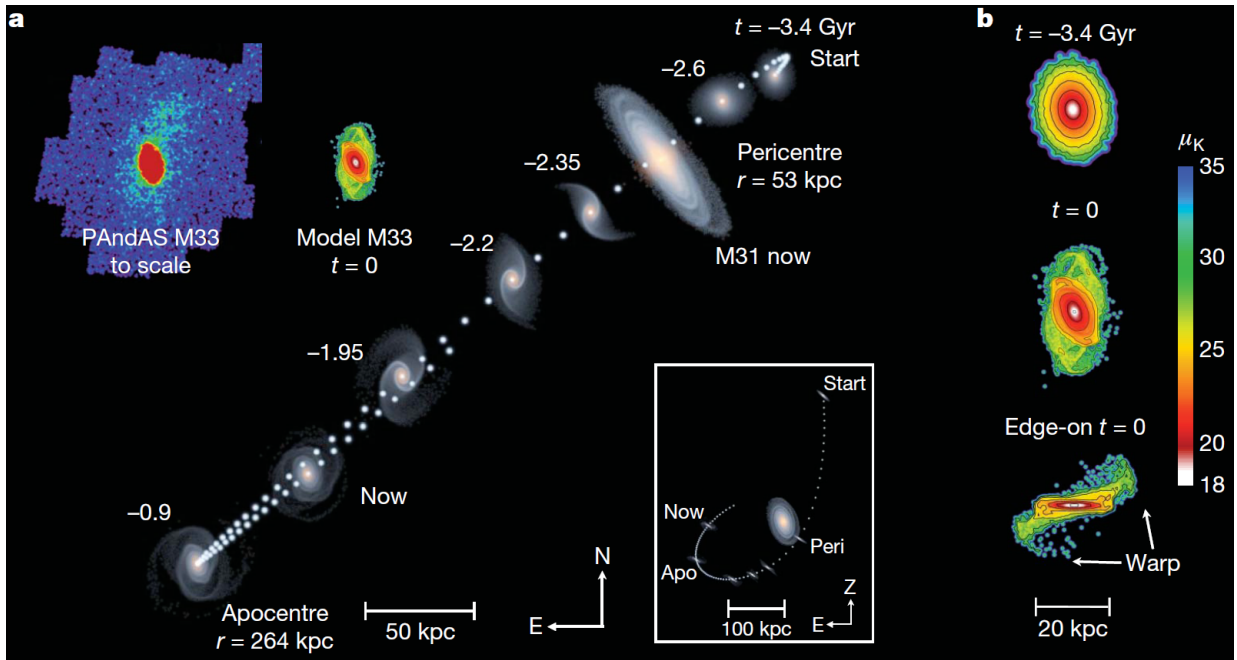 a
t = –3.4 Gyr
Start
–2.6
Pericentre
r = 53 kpc
–2.35
M31 now
PAndAS M33
to scale
Model M33
t = 0
–2.2
–1.95
Now
–0.9
Apocentre
r = 264 kpc
50 kpc
N
E
Start
Now
Peri
Apo
100 kpc
Z
E
b
t = –3.4 Gyr
t = 0
Edge-on t = 0
Warp
20 kpc
μK
35
30
25
20
18